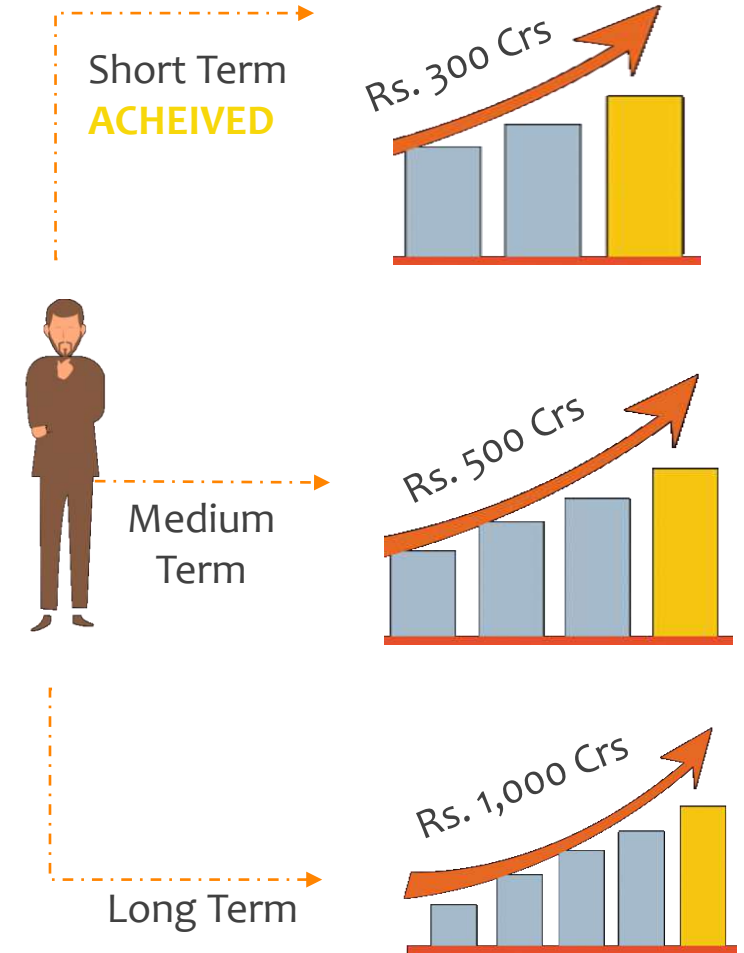 Short Term
ACHEIVED
Rs. 300 Crs
Medium
Term
Rs. 500 Crs
Long Term
Rs. 1,000 Crs